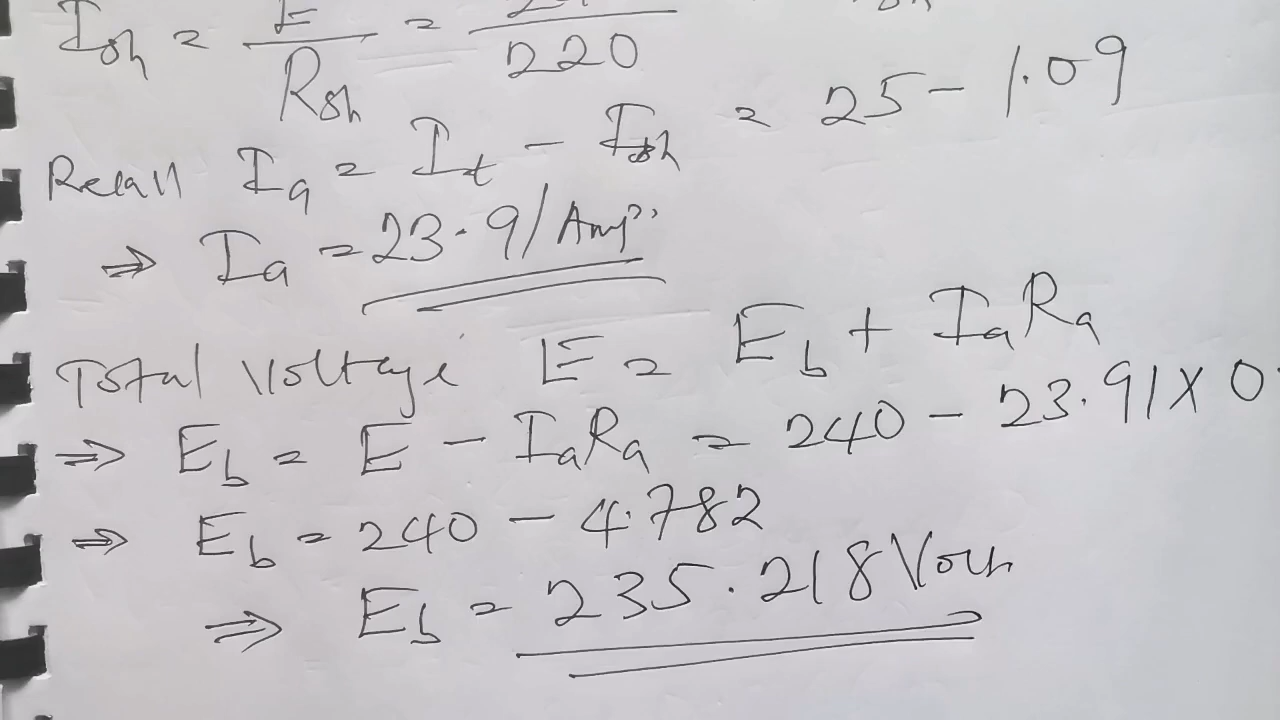 Ish = E/Rsh = 220
Recall Ia = It - Ish = 25 - 1.09
⇒ Ia = 23.91 Amp
Total Voltage E = Eb + IaRa
⇒ Eb = E - IaRa = 240 - 23.91 X 0.
⇒ Eb = 240 - 4.782
⇒ Eb = 235.218 Volts